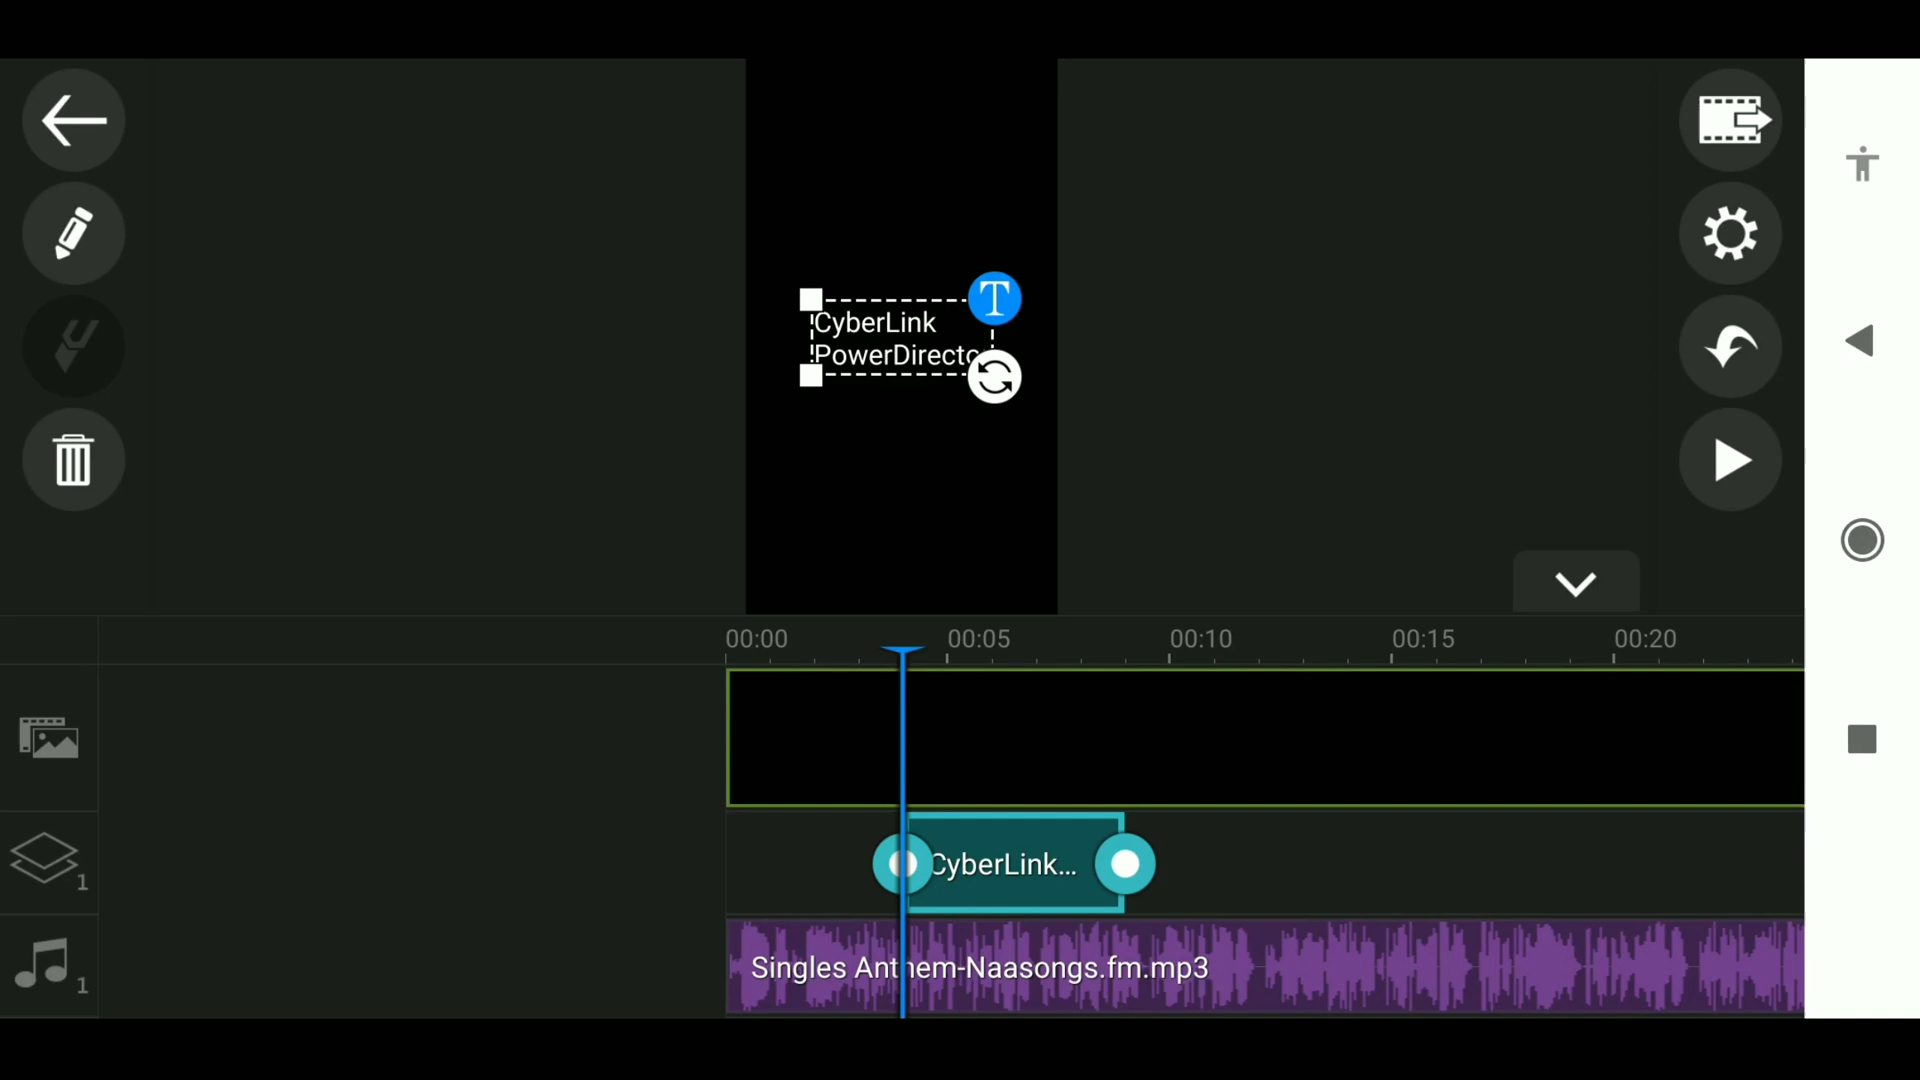 CyberLink
PowerDirecto
00:00 00:05 00:10 00:15 00:20
CyberLink...
1
Singles Anthem-Naasongs.fm.mp3
1